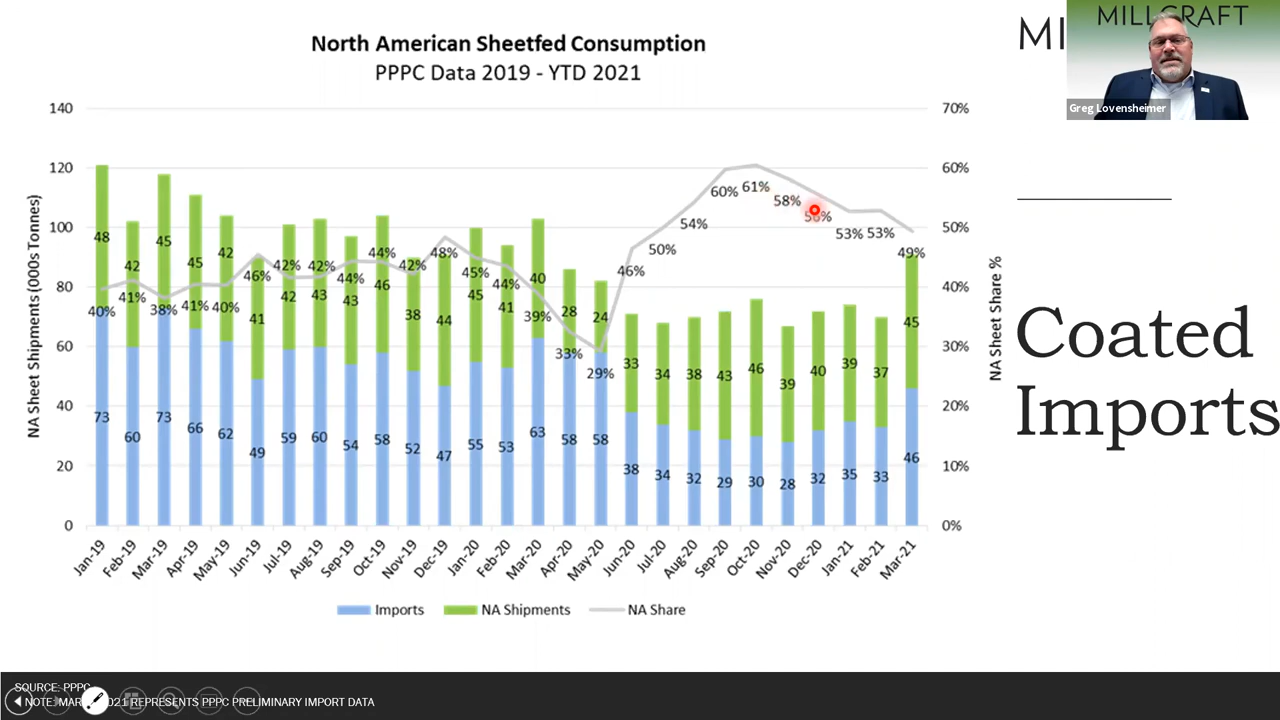 North American Sheetfed Consumption
PPPC Data 2019 - YTD 2021
MI
MILLCRAFT
Greg Lovensheimer
Coated
Imports
NA Sheet Shipments (000s Tonnes)
140
120
100
80
60
40
20
0
70%
60%
50%
40%
30%
20%
10%
0%
NA Sheet Share %
48 42 45 45 42 41 42 43 43 46 38 44 45 41 40 28 24 33 34 38 43 46 39 40 39 37 45
40% 41% 38% 41% 40% 46% 42% 42% 44% 44% 42% 48% 45% 44% 39% 33% 29% 46% 50% 54% 60% 61% 58% 56% 53% 53% 49%
73 60 73 66 62 49 59 60 54 58 52 47 55 53 63 58 58 38 34 32 29 30 28 32 35 33 46
Jan-19 Feb-19 Mar-19 Apr-19 May-19 Jun-19 Jul-19 Aug-19 Sep-19 Oct-19 Nov-19 Dec-19 Jan-20 Feb-20 Mar-20 Apr-20 May-20 Jun-20 Jul-20 Aug-20 Sep-20 Oct-20 Nov-20 Dec-20 Jan-21 Feb-21 Mar-21
Imports NA Shipments NA Share
SOURCE: PPPC
NOTE: MAR 2021 REPRESENTS PPPC PRELIMINARY IMPORT DATA